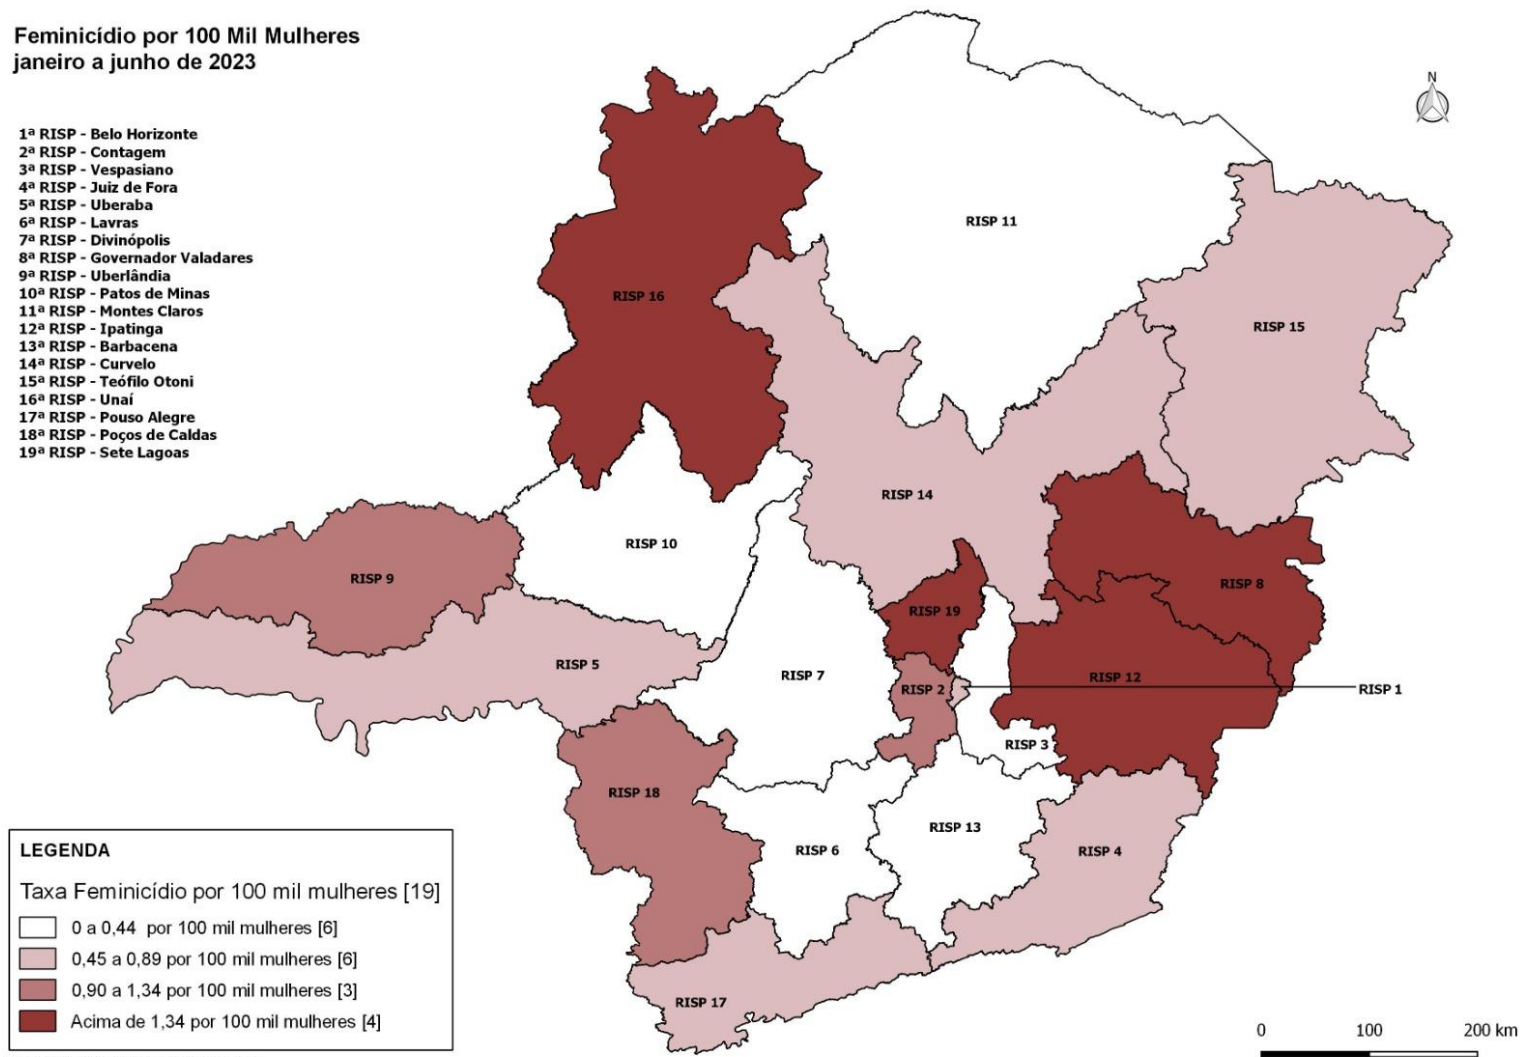 Feminicídio por 100 Mil Mulheres
janeiro a junho de 2023
N
1ª RISP - Belo Horizonte
2ª RISP - Contagem
3ª RISP - Vespasiano
4ª RISP - Juiz de Fora
5ª RISP - Uberaba
6ª RISP - Lavras
7ª RISP - Divinópolis
8ª RISP - Governador Valadares
9ª RISP - Uberlândia
10ª RISP - Patos de Minas
11ª RISP - Montes Claros
12ª RISP - Ipatinga
13ª RISP - Barbacena
14ª RISP - Curvelo
15ª RISP - Teófilo Otoni
16ª RISP - Unaí
17ª RISP - Pouso Alegre
18ª RISP - Poços de Caldas
19ª RISP - Sete Lagoas
RISP 11
RISP 16
RISP 15
RISP 14
RISP 10
RISP 9
RISP 8
RISP 19
RISP 5
RISP 7
RISP 12
RISP 2
RISP 1
RISP 3
RISP 18
RISP 13
RISP 6
RISP 4
RISP 17
LEGENDA
Taxa Feminicídio por 100 mil mulheres [19]
0 a 0,44 por 100 mil mulheres [6]
0,45 a 0,89 por 100 mil mulheres [6]
0,90 a 1,34 por 100 mil mulheres [3]
Acima de 1,34 por 100 mil mulheres [4]
0 100 200 km